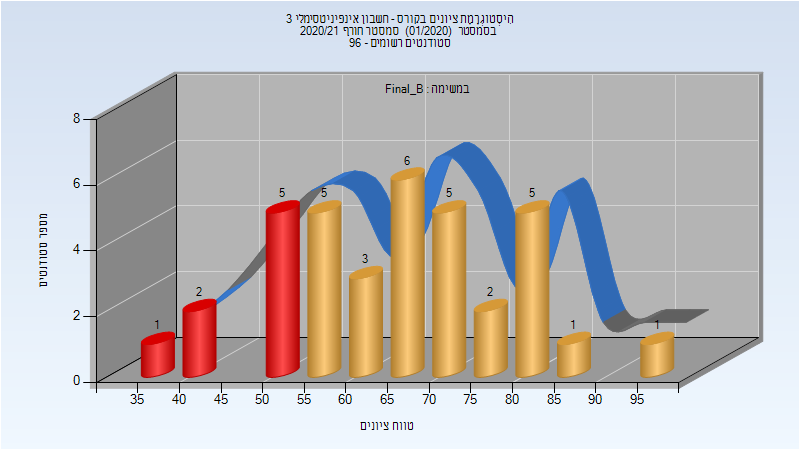 היסטוגרמת ציונים בקורס - חשבון אינפיניטסימלי 3
בסמסטר (01/2020) סמסטר חורף 2020/21
סטודנטים רשומים - 96
במשימה : Final_B
מספר סטודנטים
8
6
4
2
0
1
2
5
5
3
6
5
2
5
1
1
35 40 45 50 55 60 65 70 75 80 85 90 95
טווח ציונים